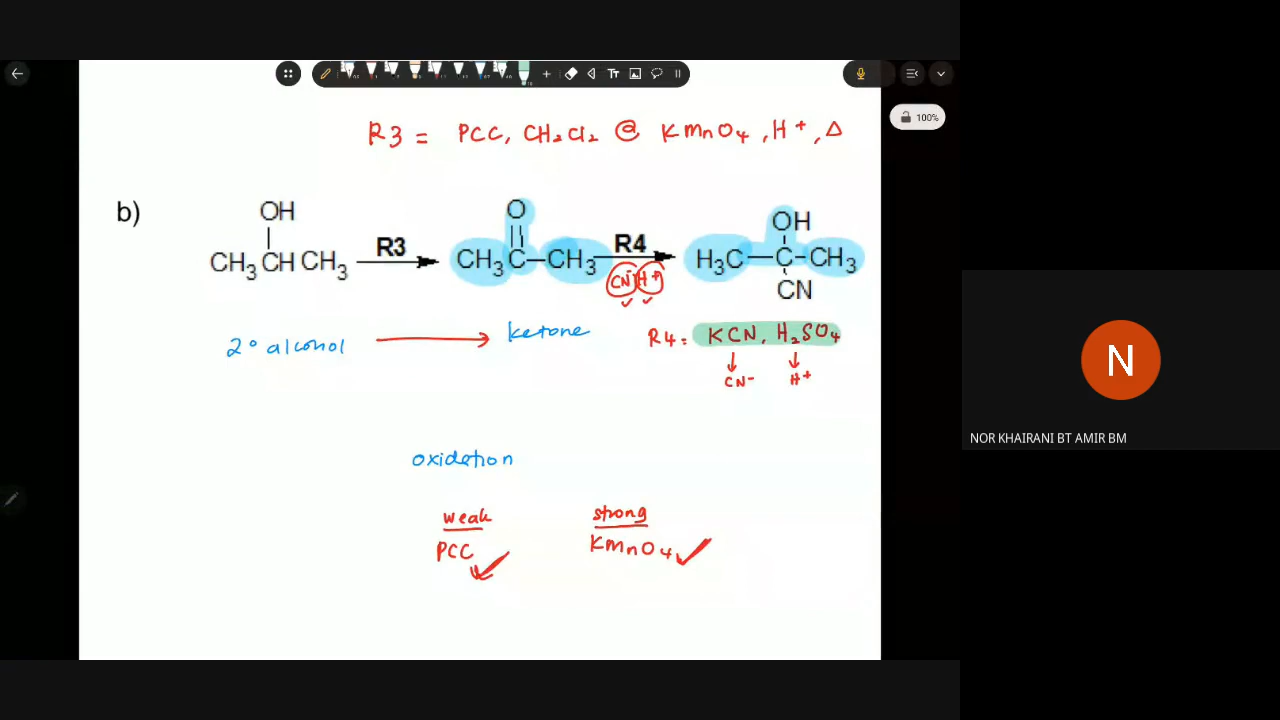 100%
R3 = PCC, CH2Cl2 @ KMnO4, H+, Δ
b)
OH
CH3CHCH3
R3
O
CH3C-CH3
R4
CN- H+
OH
H3C-C-CH3
CN
2° alcohol
ketone
R4 = KCN, H2SO4
CN-
H+
oxidation
weak
strong
PCC
KMnO4
N
NOR KHAIRANI BT AMIR BM